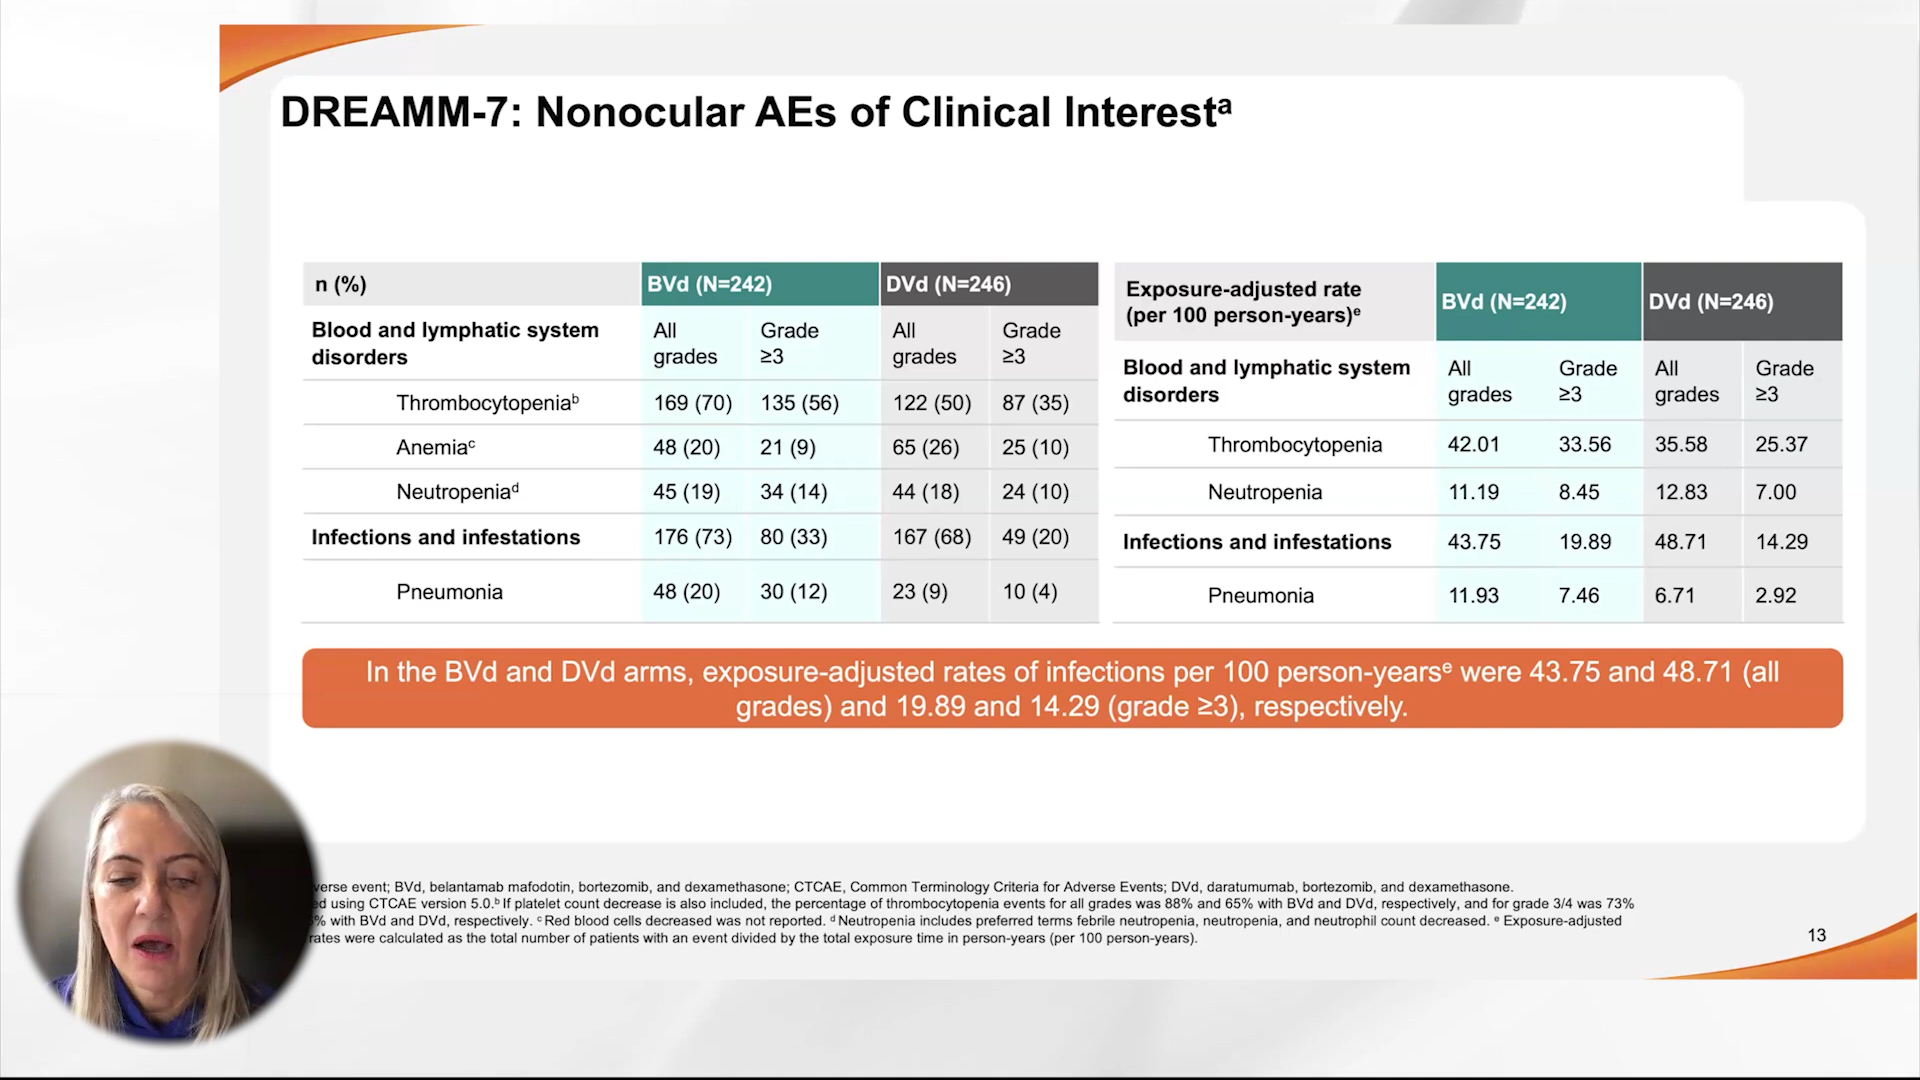 DREAMM-7: Nonocular AEs of Clinical Interestᵃ
n (%) BVd (N=242) DVd (N=246)
Blood and lymphatic system disorders All grades Grade ≥3 All grades Grade ≥3
Thrombocytopeniaᵇ 169 (70) 135 (56) 122 (50) 87 (35)
Anemiaᶜ 48 (20) 21 (9) 65 (26) 25 (10)
Neutropeniaᵈ 45 (19) 34 (14) 44 (18) 24 (10)
Infections and infestations 176 (73) 80 (33) 167 (68) 49 (20)
Pneumonia 48 (20) 30 (12) 23 (9) 10 (4)
Exposure-adjusted rate (per 100 person-years)ᵉ BVd (N=242) DVd (N=246)
Blood and lymphatic system disorders All grades Grade ≥3 All grades Grade ≥3
Thrombocytopenia 42.01 33.56 35.58 25.37
Neutropenia 11.19 8.45 12.83 7.00
Infections and infestations 43.75 19.89 48.71 14.29
Pneumonia 11.93 7.46 6.71 2.92
In the BVd and DVd arms, exposure-adjusted rates of infections per 100 person-yearsᵉ were 43.75 and 48.71 (all
grades) and 19.89 and 14.29 (grade ≥3), respectively.
event; BVd, belantamab mafodotin, bortezomib, and dexamethasone; CTCAE, Common Terminology Criteria for Adverse Events; DVd, daratumumab, bortezomib, and dexamethasone.
using CTCAE version 5.0.ᵇ If platelet count decrease is also included, the percentage of thrombocytopenia events for all grades was 88% and 65% with BVd and DVd, respectively, and for grade 3/4 was 73%
with BVd and DVd, respectively. ᶜ Red blood cells decreased was not reported. ᵈ Neutropenia includes preferred terms febrile neutropenia, neutropenia, and neutrophil count decreased. ᵉ Exposure-adjusted
rates were calculated as the total number of patients with an event divided by the total exposure time in person-years (per 100 person-years).
13